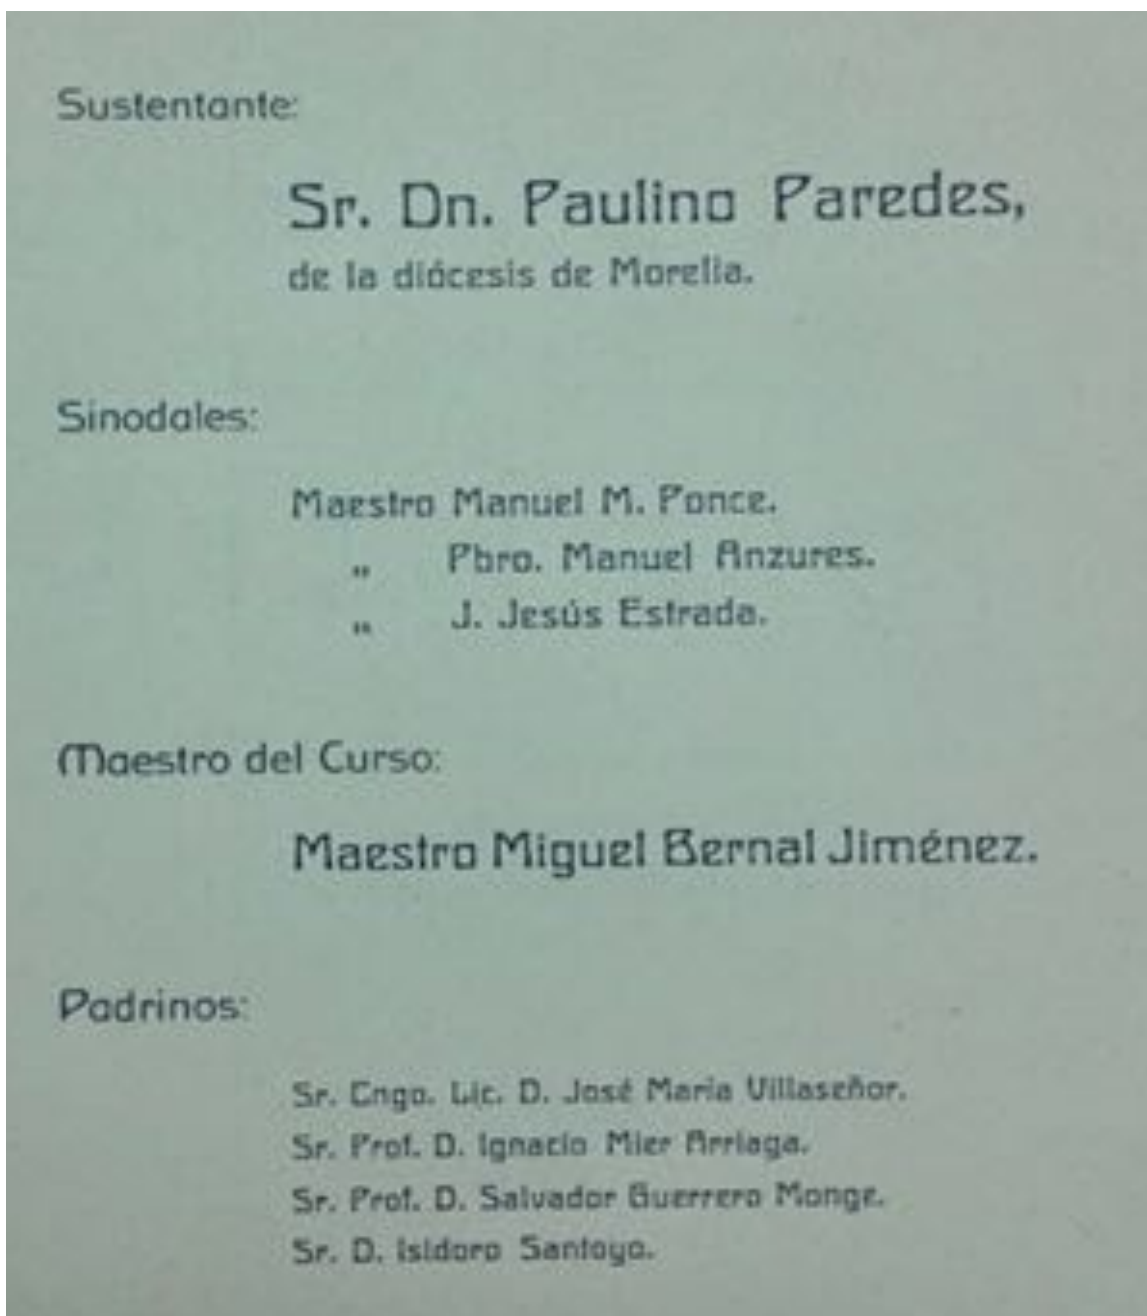 Sustentante:
Sr. Dn. Paulino Paredes,
de la diócesis de Morelia.
Sinodales:
Maestro Manuel M. Ponce.
„ Pbro. Manuel Anzures.
„ J. Jesús Estrada.
Maestro del Curso:
Maestro Miguel Bernal Jiménez.
Padrinos:
Sr. Cngo. Lic. D. José María Villaseñor.
Sr. Prof. D. Ignacio Mier Arriaga.
Sr. Prof. D. Salvador Guerrero Monge.
Sr. D. Isidoro Santoyo.